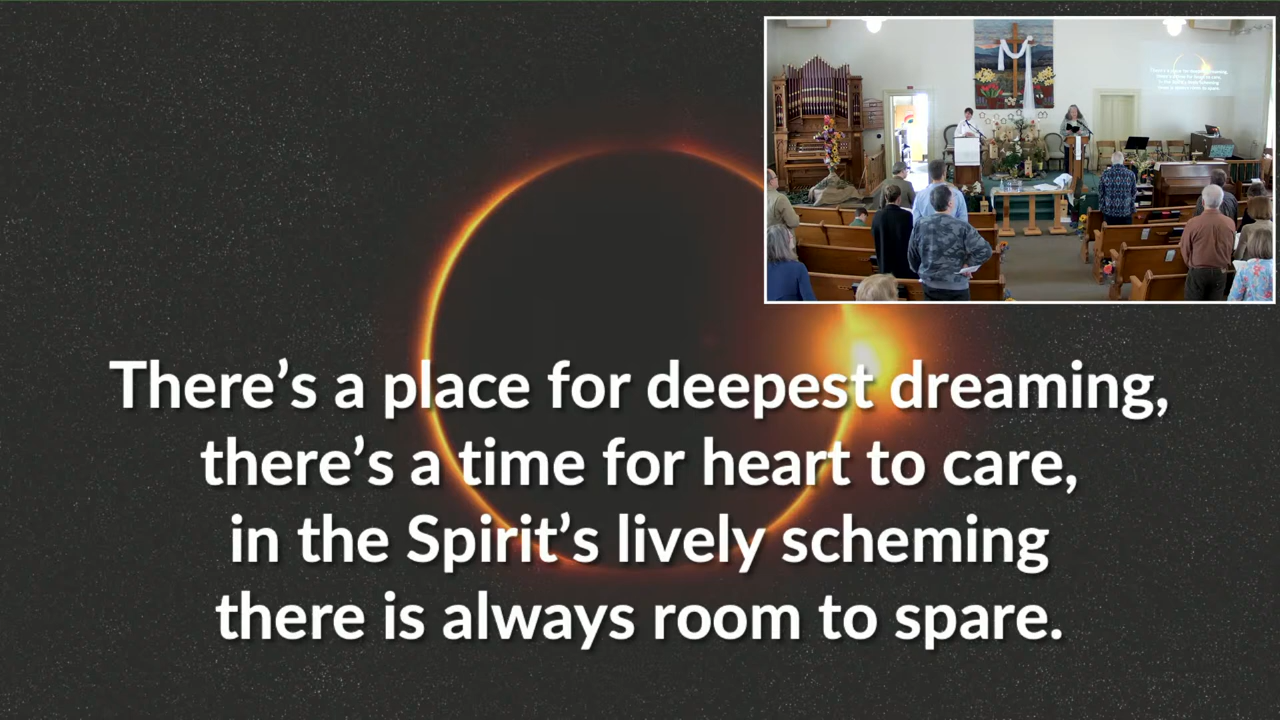 There's a place for deepest dreaming,
there's a time for heart to care,
in the Spirit's lively scheming
there is always room to spare.